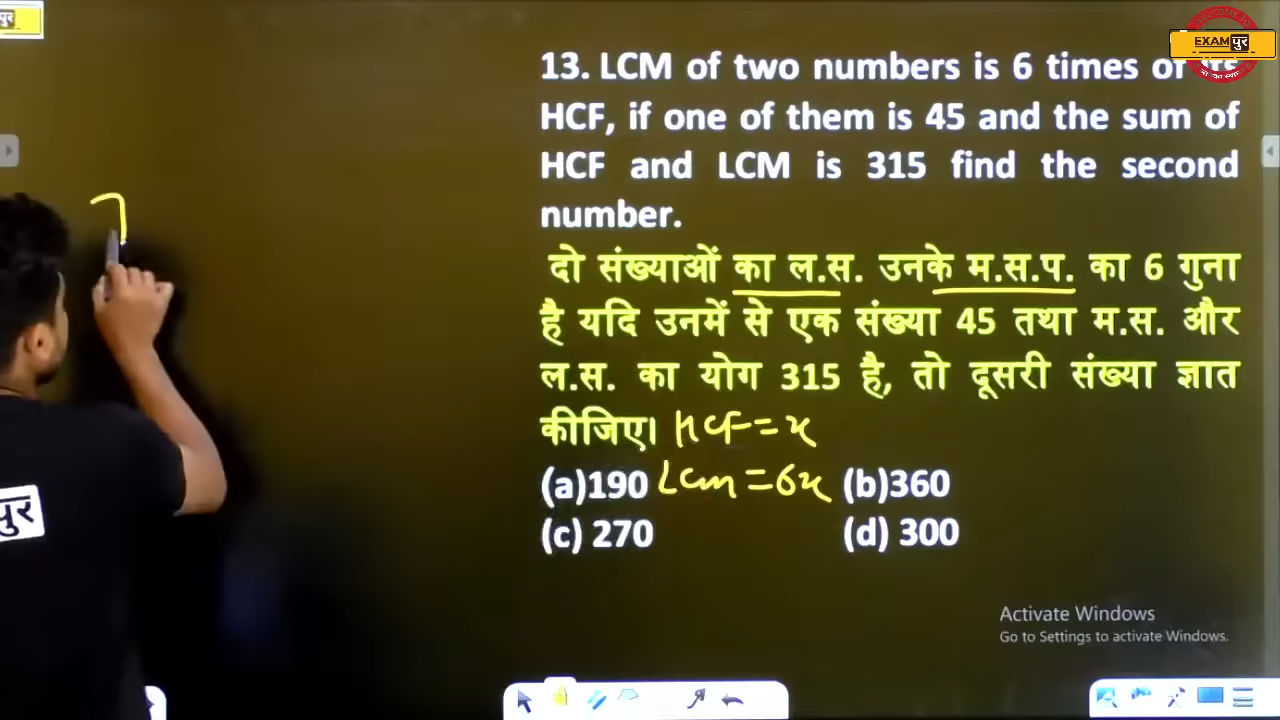 पुर
EXAMपुर
13. LCM of two numbers is 6 times of
HCF, if one of them is 45 and the sum of
HCF and LCM is 315 find the second
number.
दो संख्याओं का ल.स. उनके म.स.प. का 6 गुना
है यदि उनमें से एक संख्या 45 तथा म.स. और
ल.स. का योग 315 है, तो दूसरी संख्या ज्ञात
कीजिए। HCF = x
(a)190 LCM = 6x (b)360
(c) 270 (d) 300
7
पुर
Activate Windows
Go to Settings to activate Windows.